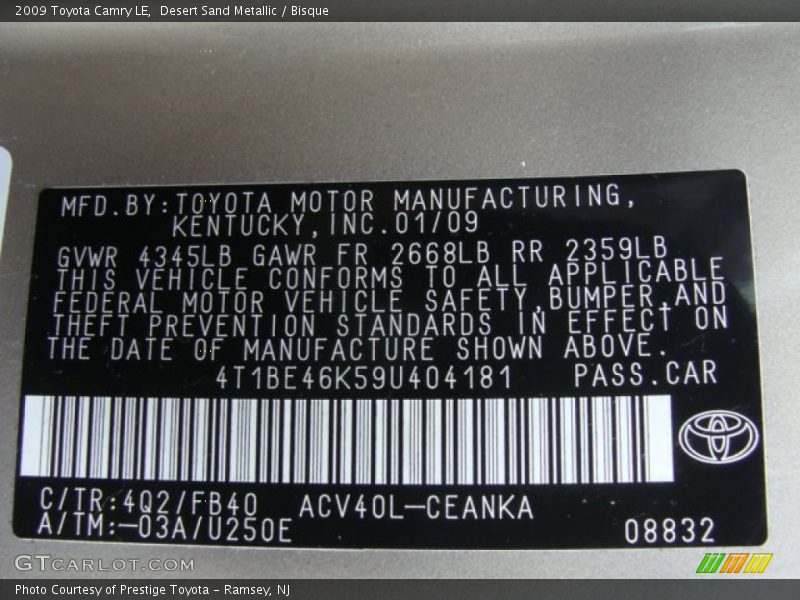 2009 Toyota Camry LE, Desert Sand Metallic / Bisque
MFD.BY:TOYOTA MOTOR MANUFACTURING,
KENTUCKY,INC.01/09
GVWR 4345LB GAWR FR 2668LB RR 2359LB
THIS VEHICLE CONFORMS TO ALL APPLICABLE
FEDERAL MOTOR VEHICLE SAFETY,BUMPER,AND
THEFT PREVENTION STANDARDS IN EFFECT ON
THE DATE OF MANUFACTURE SHOWN ABOVE.
4T1BE46K59U404181 PASS.CAR
C/TR:4Q2/FB40 ACV40L-CEANKA
A/TM:-03A/U250E 08832
GTCARLOT.COM
Photo Courtesy of Prestige Toyota - Ramsey, NJ